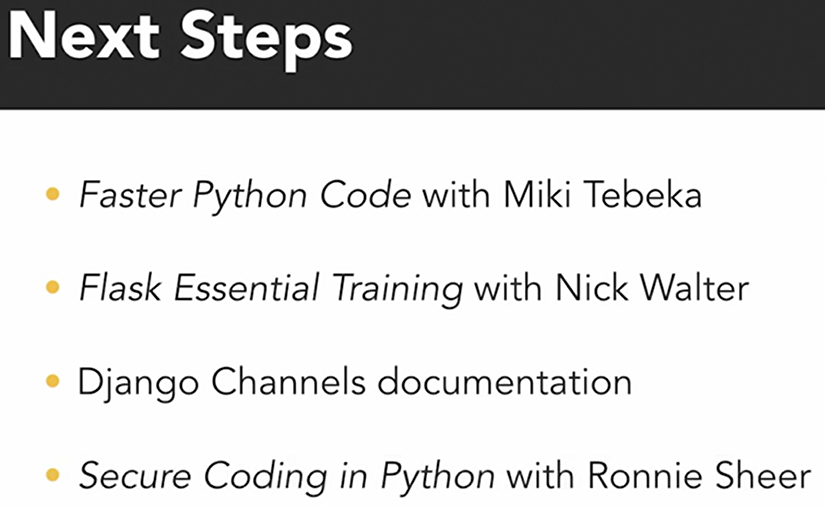 Next Steps
Faster Python Code with Miki Tebeka
Flask Essential Training with Nick Walter
Django Channels documentation
Secure Coding in Python with Ronnie Sheer